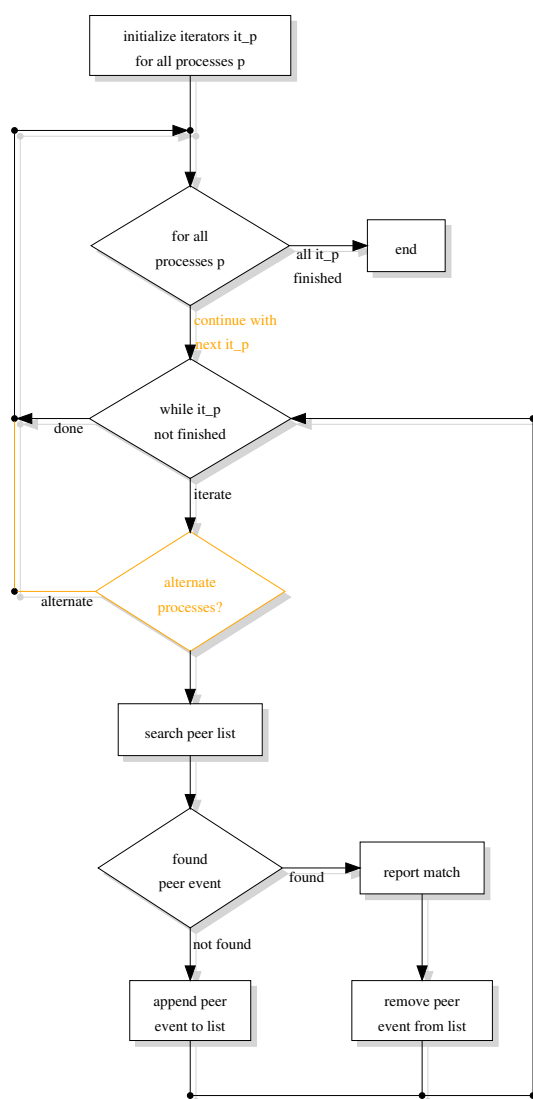 initialize iterators it_p
for all processes p
for all
processes p
all it_p
finished
end
continue with
next it_p
while it_p
not finished
done
iterate
alternate
processes?
alternate
search peer list
found
peer event
found
report match
not found
append peer
event to list
remove peer
event from list